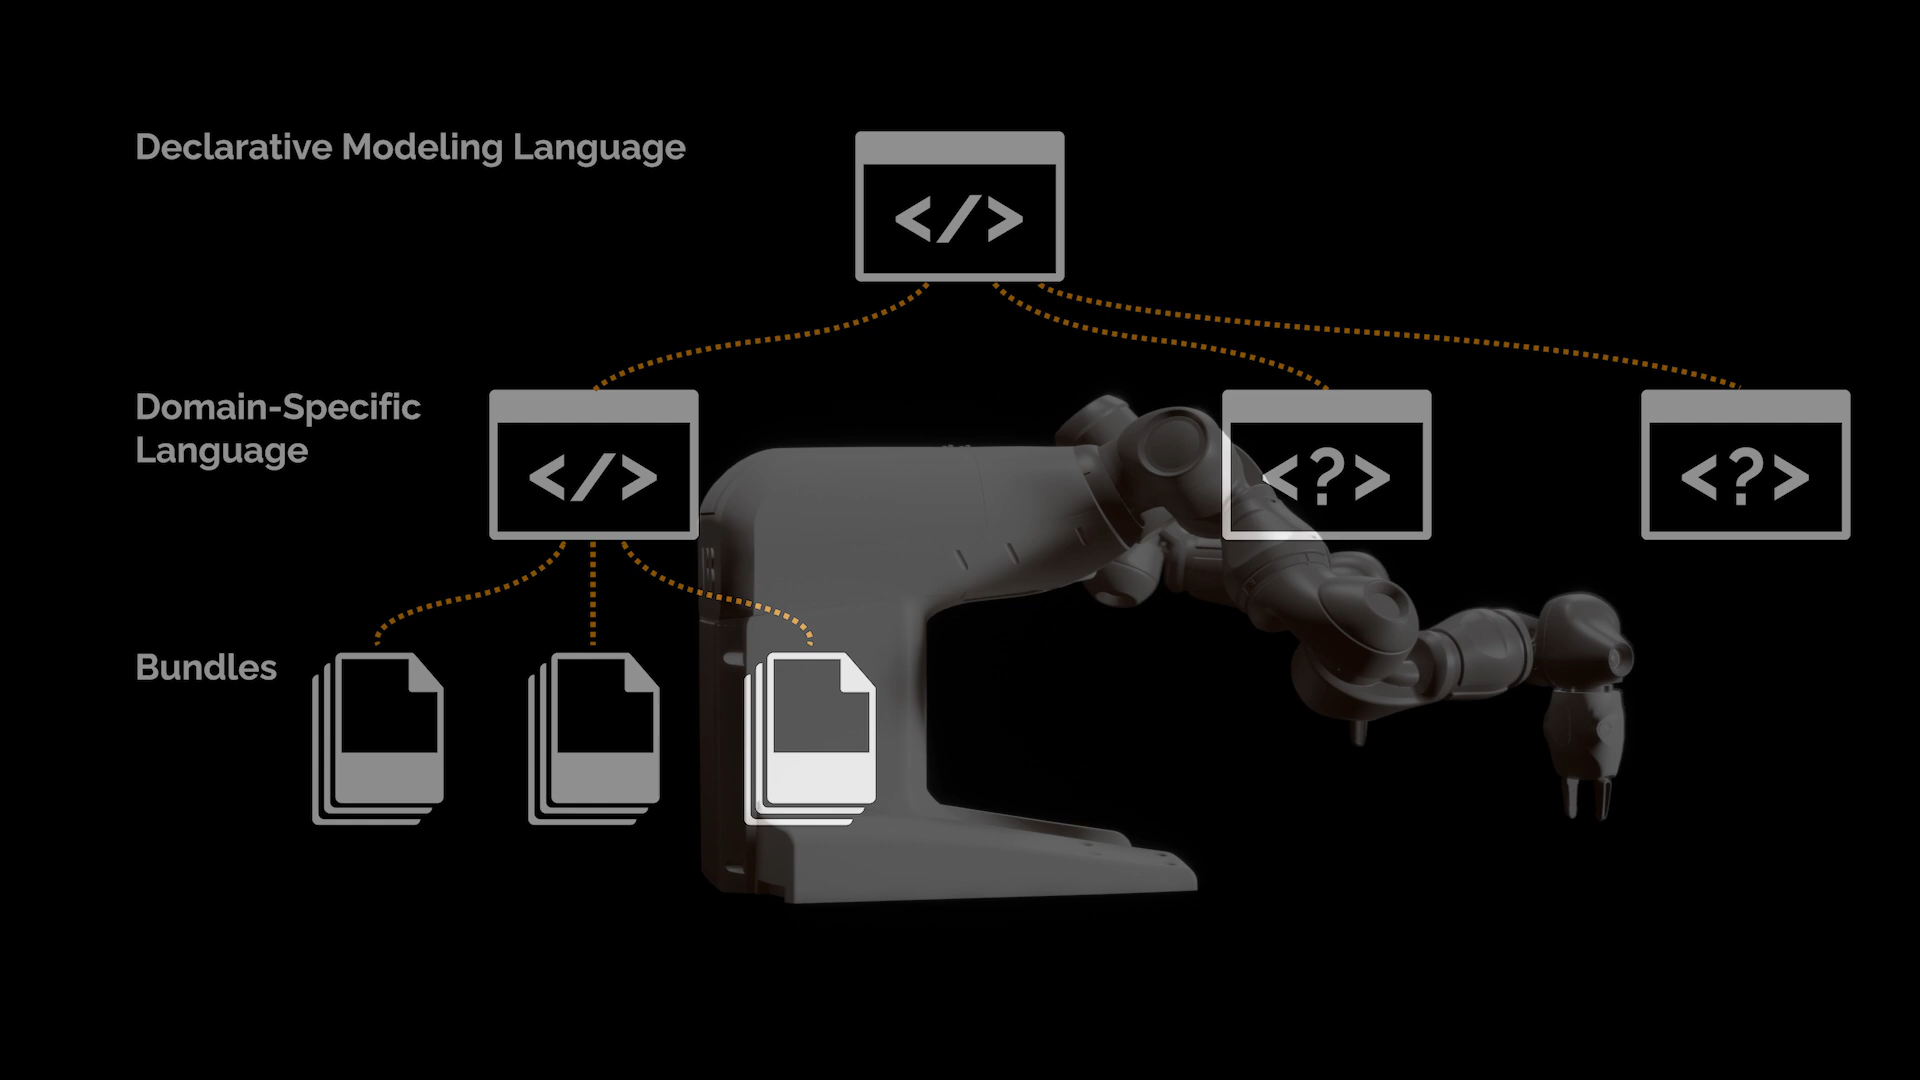 Declarative Modeling Language
</>
Domain-Specific
Language
</>
<?>
<?>
Bundles